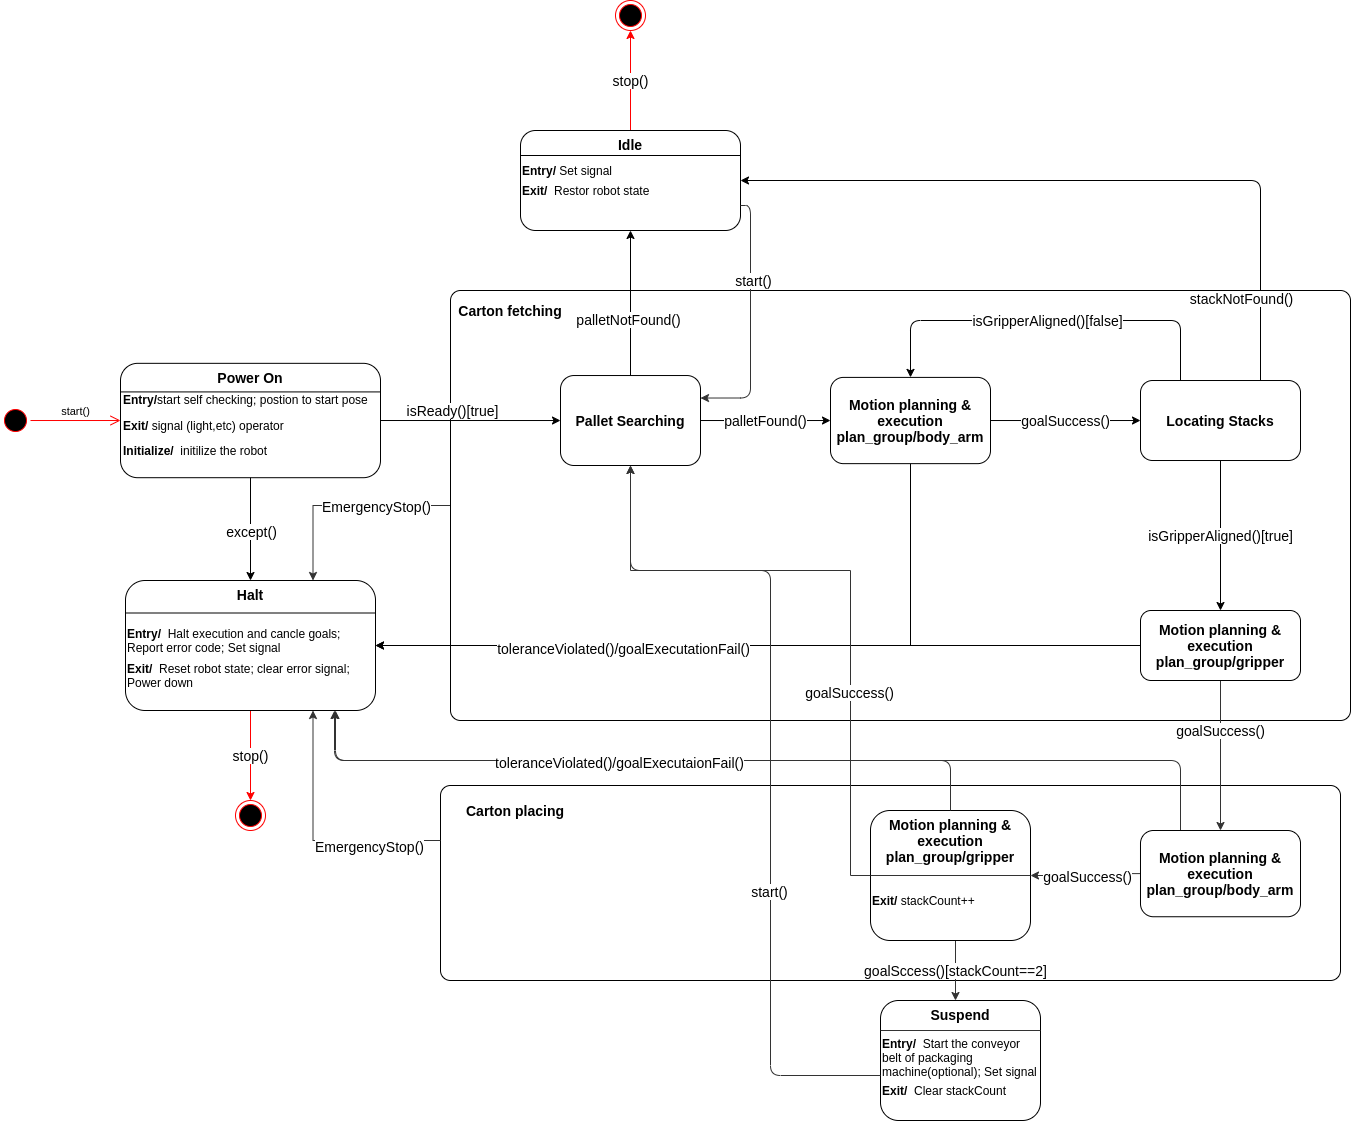 stop()
Idle
Entry/ Set signal
Exit/  Restor robot state
start()
stackNotFound()
Carton fetching
palletNotFound()
isGripperAligned()[false]
Power On
Entry/start self checking; postion to start pose
Exit/ signal (light,etc) operator
Initialize/  initilize the robot
start()
isReady()[true]
Pallet Searching
palletFound()
Motion planning &
execution
plan_group/body_arm
goalSuccess()
Locating Stacks
EmergencyStop()
except()
isGripperAligned()[true]
Halt
Entry/  Halt execution and cancle goals;
Report error code; Set signal
Exit/  Reset robot state; clear error signal;
Power down
toleranceViolated()/goalExecutationFail()
Motion planning &
execution
plan_group/gripper
goalSuccess()
goalSuccess()
stop()
toleranceViolated()/goalExecutaionFail()
Carton placing
EmergencyStop()
Motion planning &
execution
plan_group/gripper
Exit/ stackCount++
goalSuccess()
Motion planning &
execution
plan_group/body_arm
start()
goalSccess()[stackCount==2]
Suspend
Entry/  Start the conveyor
belt of packaging
machine(optional); Set signal
Exit/  Clear stackCount